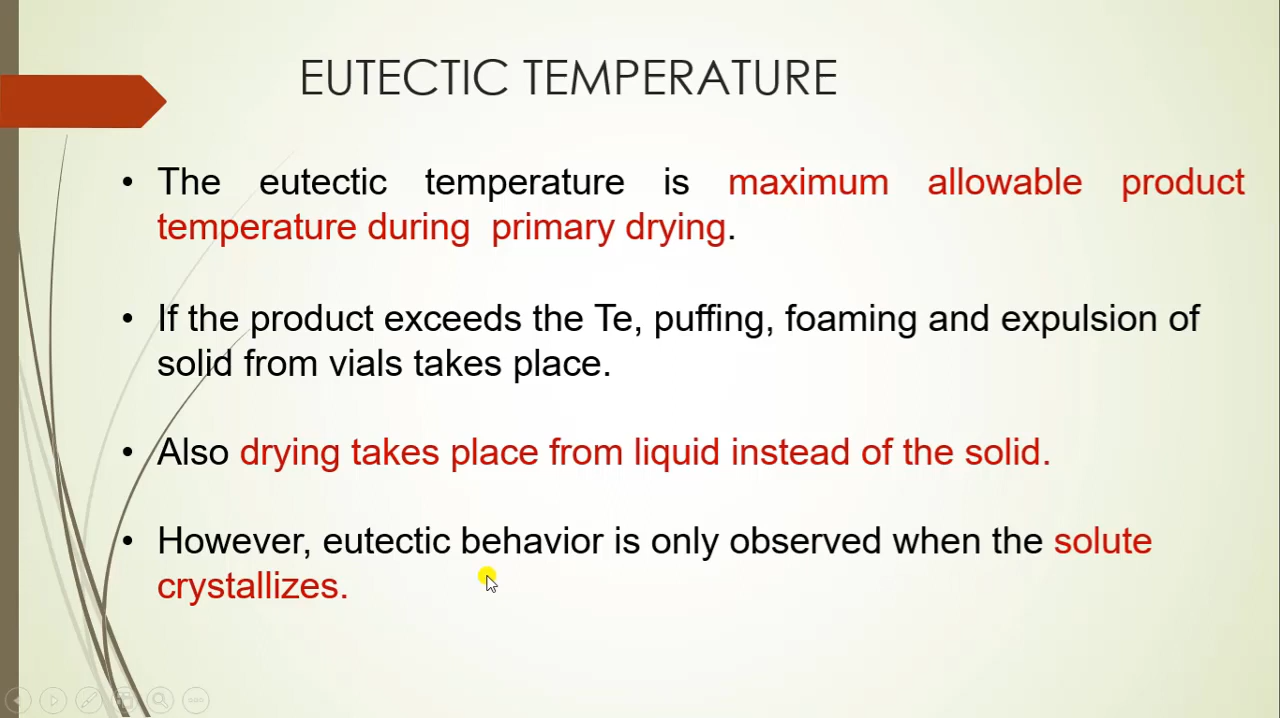 EUTECTIC TEMPERATURE
• The eutectic temperature is maximum allowable product
temperature during primary drying.
• If the product exceeds the Te, puffing, foaming and expulsion of
solid from vials takes place.
• Also drying takes place from liquid instead of the solid.
• However, eutectic behavior is only observed when the solute
crystallizes.